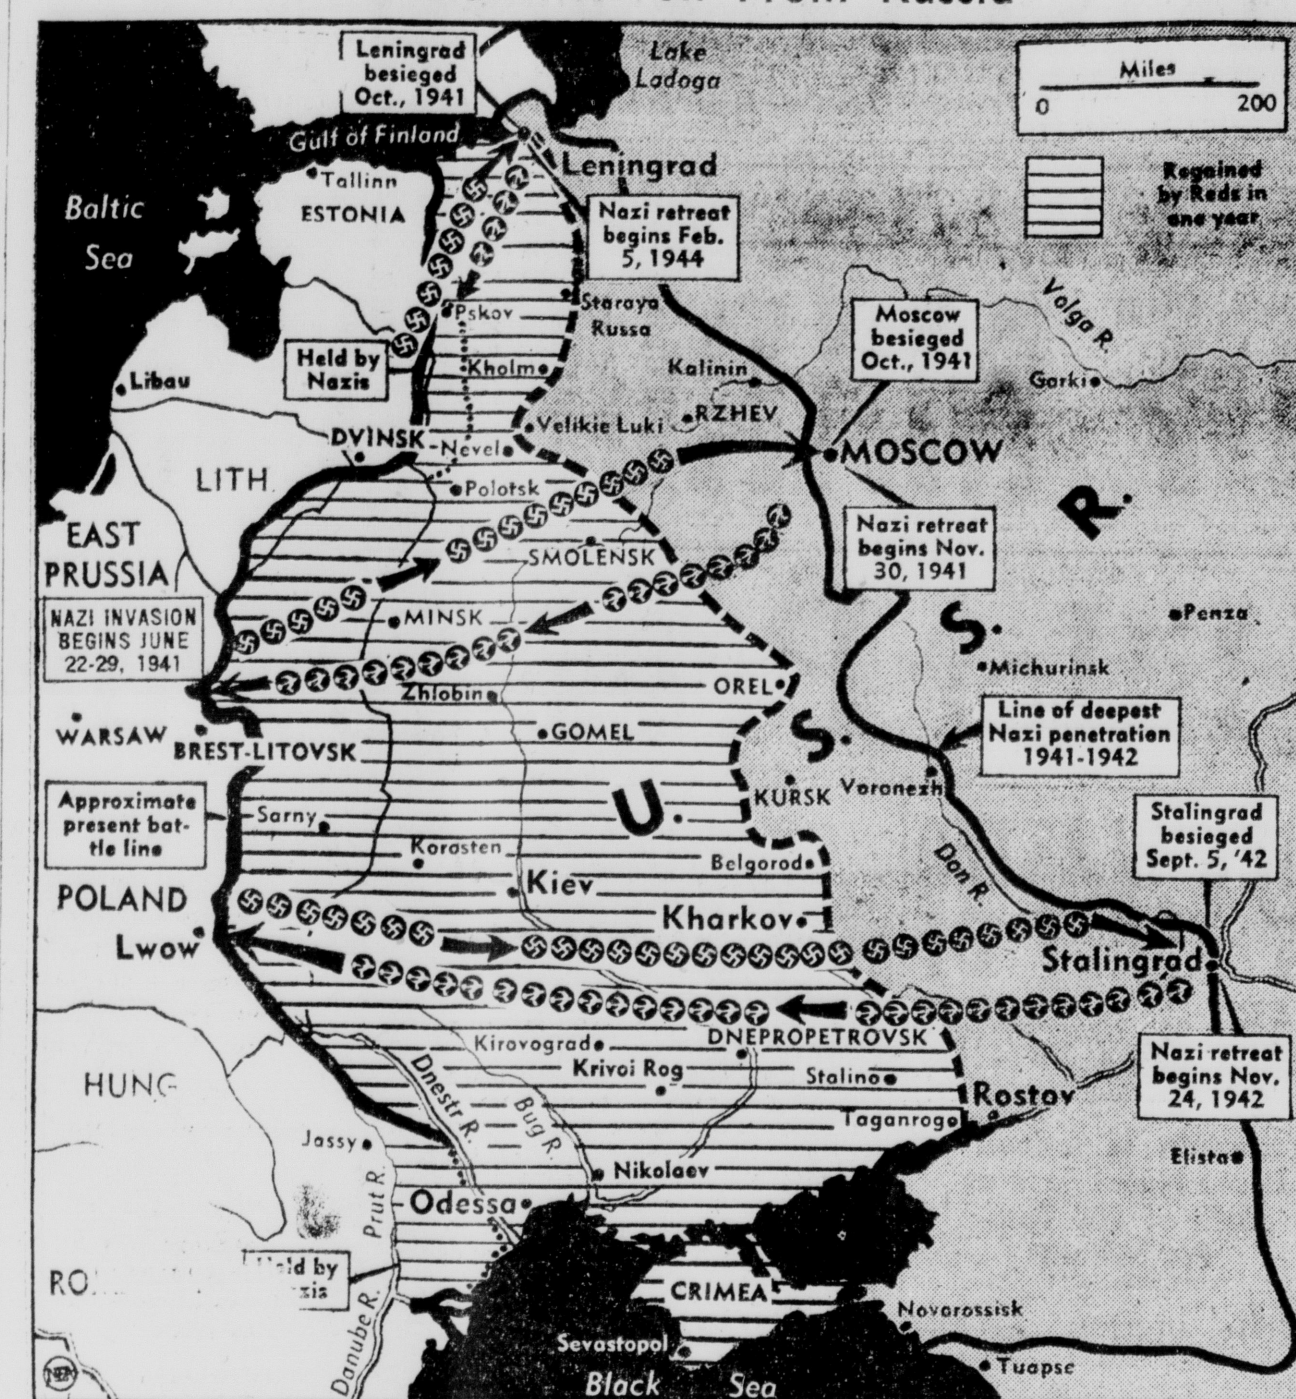 From Russia
Leningrad
besieged
Oct., 1941
Lake
Ladoga
Miles
0 200
Gulf of Finland
Leningrad
Regained
by Reds in
one year
Tallinn
ESTONIA
Baltic
Sea
Nazi retreat
begins Feb.
5, 1944
Pskov
Staraya
Russa
Volga R.
Moscow
besieged
Oct., 1941
Held by
Nazis
Kholm
Kalinin
Gorki
Libau
RZHEV
Velikie Luki
DVINSK
Nevel
MOSCOW
LITH.
Polotsk
R.
EAST
PRUSSIA
SMOLENSK
Nazi retreat
begins Nov.
30, 1941
NAZI INVASION
BEGINS JUNE
22-29, 1941
MINSK
Penza
S.
Michurinsk
Zhlobin
OREL
Line of deepest
Nazi penetration
1941-1942
WARSAW
BREST-LITOVSK
GOMEL
S.
KURSK
Voronezh
Approximate
present bat-
tle line
Sarny
U.
Stalingrad
besieged
Sept. 5, '42
Korosten
Belgorod
Don R.
POLAND
Kiev
Kharkov
Lwow
Stalingrad
Kirovograd
DNEPROPETROVSK
Krivoi Rog
Stalino
Nazi retreat
begins Nov.
24, 1942
HUNG
Dnestr R.
Bug R.
Rostov
Taganrog
Jassy
Elista
Nikolaev
Prut R.
Odessa
Held by
CRIMEA
Danube R.
Novorossisk
Sevastopol
Tuapse
Black Sea